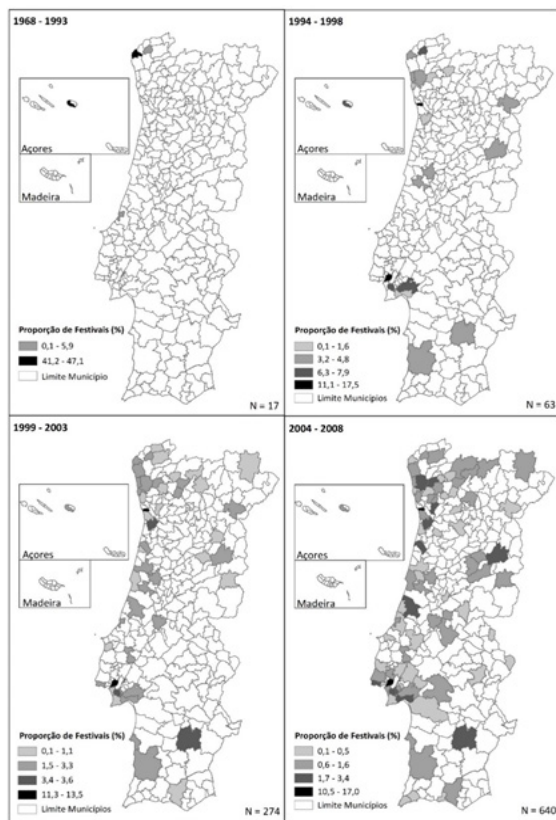 1968 - 1993
Açores
Madeira
Proporção de Festivais (%)
0,1 - 5,9
41,2 - 47,1
Limite Município
N = 17
1994 - 1998
Açores
Madeira
Proporção de Festivais (%)
0,1 - 1,6
3,2 - 4,8
6,3 - 7,9
11,1 - 17,5
Limite Municípios
N = 63
1999 - 2003
Açores
Madeira
Proporção de Festivais (%)
0,1 - 1,1
1,5 - 3,3
3,4 - 3,6
11,3 - 13,5
Limite Municípios
N = 274
2004 - 2008
Açores
Madeira
Proporção de Festivais (%)
0,1 - 0,5
0,6 - 1,6
1,7 - 3,4
10,5 - 17,0
Limite Municípios
N = 640